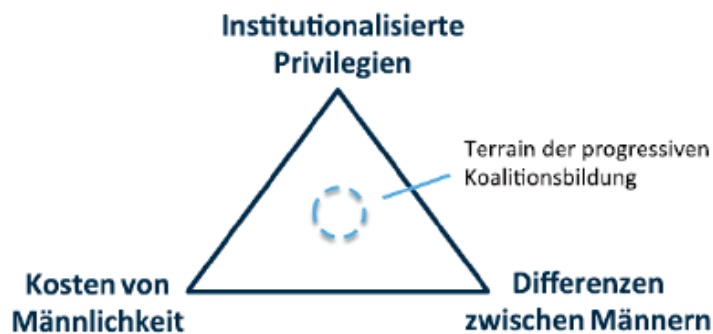 Institutionalisierte
Privilegien
Terrain der progressiven
Koalitionsbildung
Kosten von
Männlichkeit
Differenzen
zwischen Männern